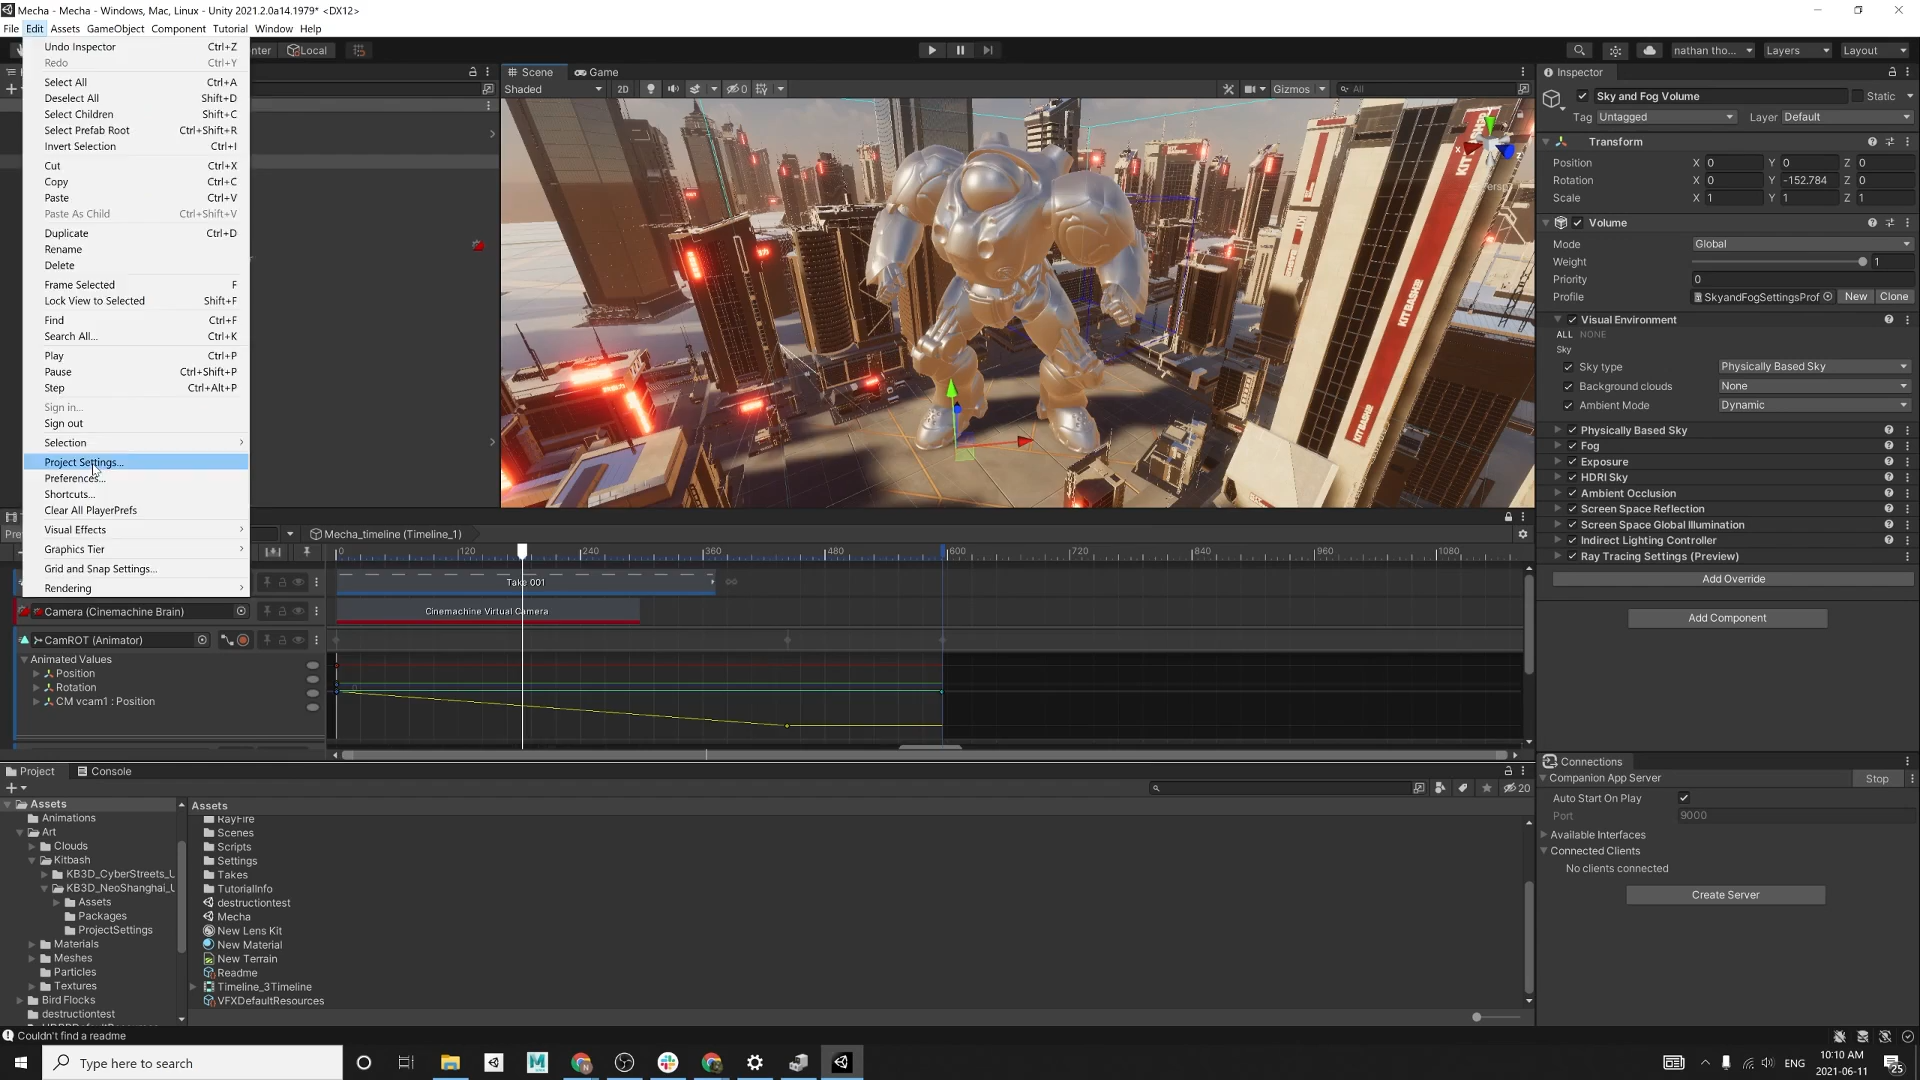 Mecha - Mecha - Windows, Mac, Linux - Unity 2021.2.0a14.1979* <DX12>
File Edit Assets GameObject Component Tutorial Window Help
Local
nathan tho...
Layers
Layout
Undo Inspector Ctrl+Z
Redo Ctrl+Y
Select All Ctrl+A
Deselect All Shift+D
Select Children Shift+C
Select Prefab Root Ctrl+Shift+R
Invert Selection Ctrl+I
Cut Ctrl+X
Copy Ctrl+C
Paste Ctrl+V
Paste As Child Ctrl+Shift+V
Duplicate Ctrl+D
Rename
Delete
Frame Selected F
Lock View to Selected Shift+F
Find Ctrl+F
Search All... Ctrl+K
Play Ctrl+P
Pause Ctrl+Shift+P
Step Ctrl+Alt+P
Sign in...
Sign out
Selection
Project Settings...
Preferences...
Shortcuts...
Clear All PlayerPrefs
Visual Effects
Graphics Tier
Grid and Snap Settings...
Rendering
Scene Game
Shaded 2D 0 Gizmos All
KITBASH
KITBASH
KITBASH
Persp
Inspector
Sky and Fog Volume Static
Tag Untagged Layer Default
Transform
Position X 0 Y 0 Z 0
Rotation X 0 Y -152.784 Z 0
Scale X 1 Y 1 Z 1
Volume
Mode Global
Weight 1
Priority 0
Profile SkyandFogSettingsProf New Clone
Visual Environment
ALL NONE
Sky
Sky type Physically Based Sky
Background clouds None
Ambient Mode Dynamic
Physically Based Sky
Fog
Exposure
HDRI Sky
Ambient Occlusion
Screen Space Reflection
Screen Space Global Illumination
Indirect Lighting Controller
Ray Tracing Settings (Preview)
Add Override
Add Component
Mecha_timeline (Timeline_1)
0 120 240 360 480 600 720 840 960 1080
Take 001
Camera (Cinemachine Brain)
Cinemachine Virtual Camera
CamROT (Animator)
Animated Values
Position
Rotation
CM vcam1 : Position
Connections
Companion App Server Stop
Auto Start On Play
Port 9000
Available Interfaces
Connected Clients
No clients connected
Create Server
Project Console
20
Assets
Animations
Art
Clouds
Kitbash
KB3D_CyberStreets_U
KB3D_NeoShanghai_U
Assets
Packages
ProjectSettings
Materials
Meshes
Particles
Textures
Bird Flocks
destructiontest
Assets
RayFire
Scenes
Scripts
Settings
Takes
TutorialInfo
destructiontest
Mecha
New Lens Kit
New Material
New Terrain
Readme
Timeline_3Timeline
VFXDefaultResources
Couldn't find a readme
Type here to search
ENG
10:10 AM
2021-06-11
25